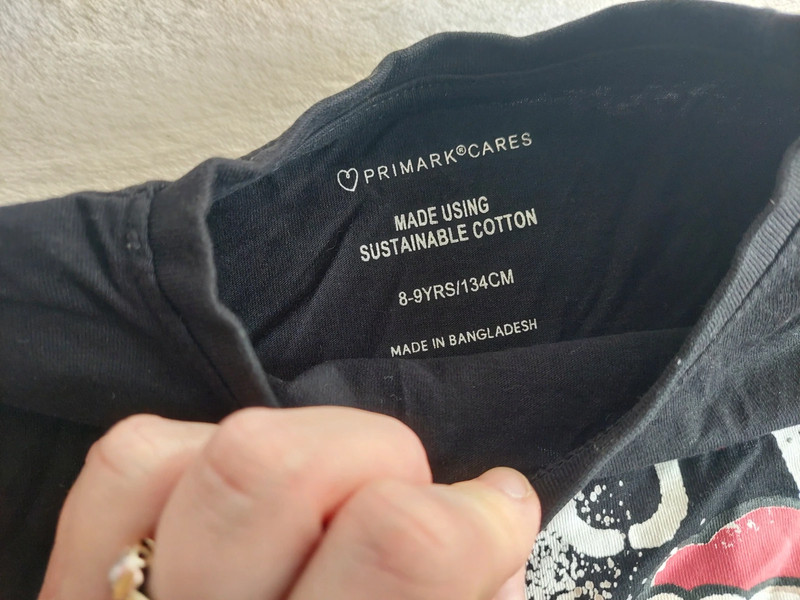 PRIMARK®CARES
MADE USING
SUSTAINABLE COTTON
8-9YRS/134CM
MADE IN BANGLADESH